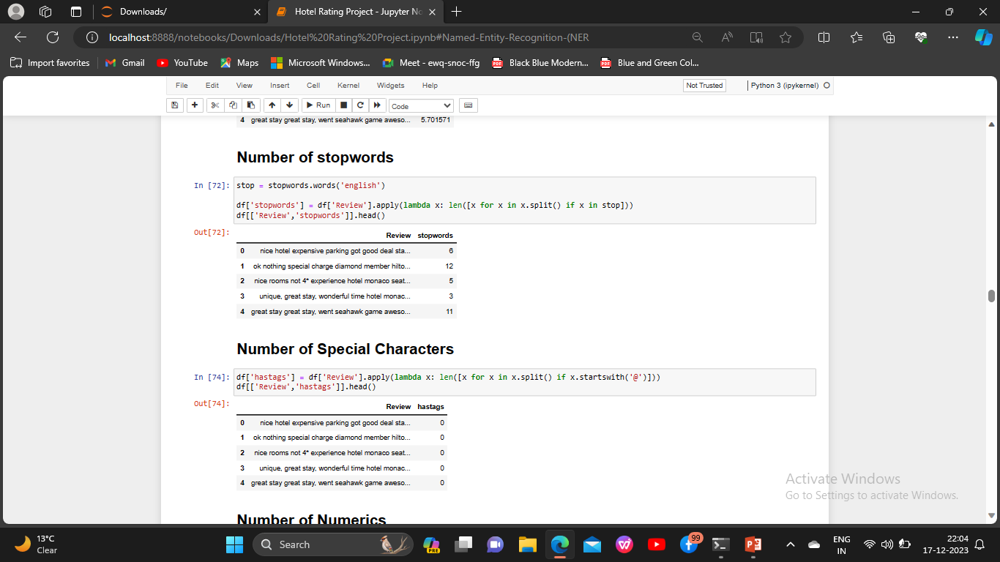 Downloads/
Hotel Rating Project - Jupyter No
localhost:8888/notebooks/Downloads/Hotel%20Rating%20Project.ipynb#Named-Entity-Recognition-(NER
Import favorites Gmail YouTube Maps Microsoft Windows... Meet - ewq-snoc-ffg Black Blue Modern... Blue and Green Col...
File Edit View Insert Cell Kernel Widgets Help Not Trusted Python 3 (ipykernel)
Run Code
4 great stay great stay, went seahawk game aweso... 5.701571
Number of stopwords
In [72]: stop = stopwords.words('english')
df['stopwords'] = df['Review'].apply(lambda x: len([x for x in x.split() if x in stop]))
df[['Review','stopwords']].head()
Out[72]:
Review stopwords
0 nice hotel expensive parking got good deal sta... 6
1 ok nothing special charge diamond member hilto... 12
2 nice rooms not 4* experience hotel monaco seat... 5
3 unique, great stay, wonderful time hotel monac... 3
4 great stay great stay, went seahawk game aweso... 11
Number of Special Characters
In [74]: df['hastags'] = df['Review'].apply(lambda x: len([x for x in x.split() if x.startswith('@')]))
df[['Review','hastags']].head()
Out[74]:
Review hastags
0 nice hotel expensive parking got good deal sta... 0
1 ok nothing special charge diamond member hilto... 0
2 nice rooms not 4* experience hotel monaco seat... 0
3 unique, great stay, wonderful time hotel monac... 0
4 great stay great stay, went seahawk game aweso... 0
Number of Numerics
Activate Windows
Go to Settings to activate Windows.
13°C
Clear
Search
PRE
99
ENG
IN
22:04
17-12-2023